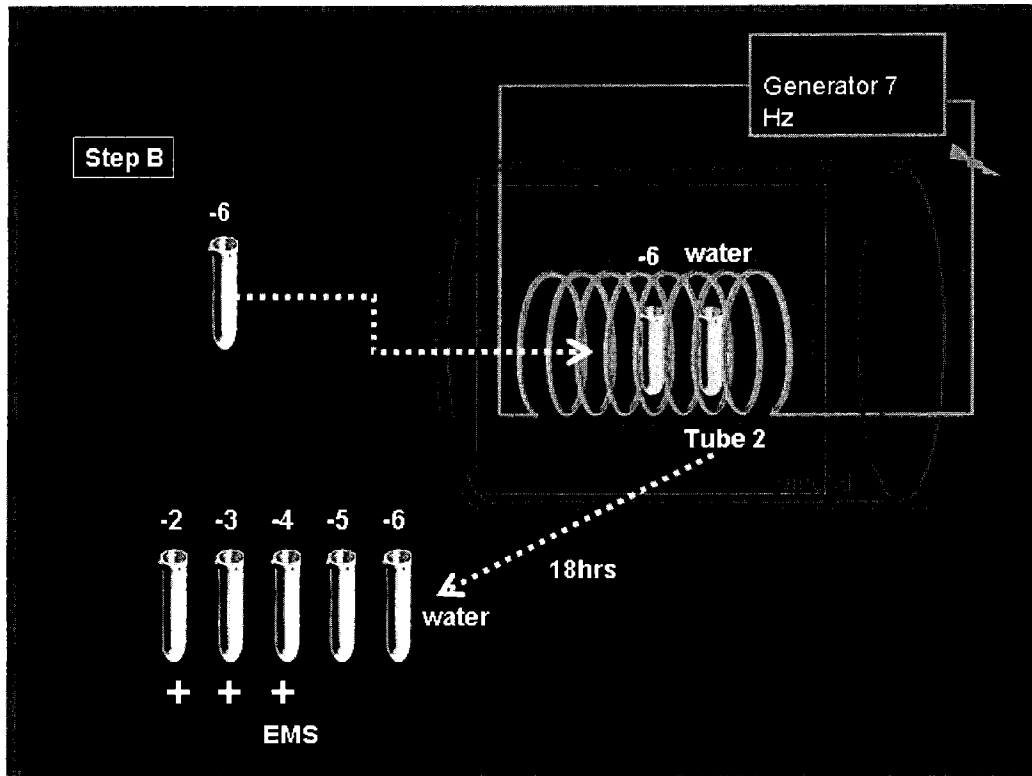 Generator 7
Hz
Step B
-6
-6 water
Tube 2
-2 -3 -4 -5 -6
18hrs
water
+ + +
EMS